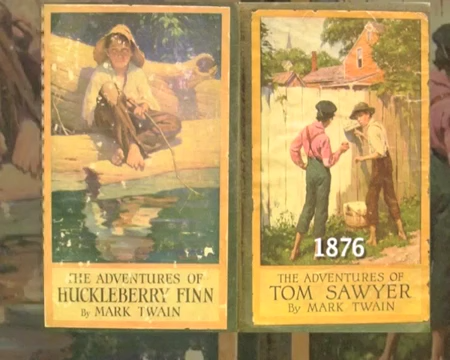 THE ADVENTURES OF
HUCKLEBERRY FINN
By MARK TWAIN
1876
THE ADVENTURES OF
TOM SAWYER
By MARK TWAIN